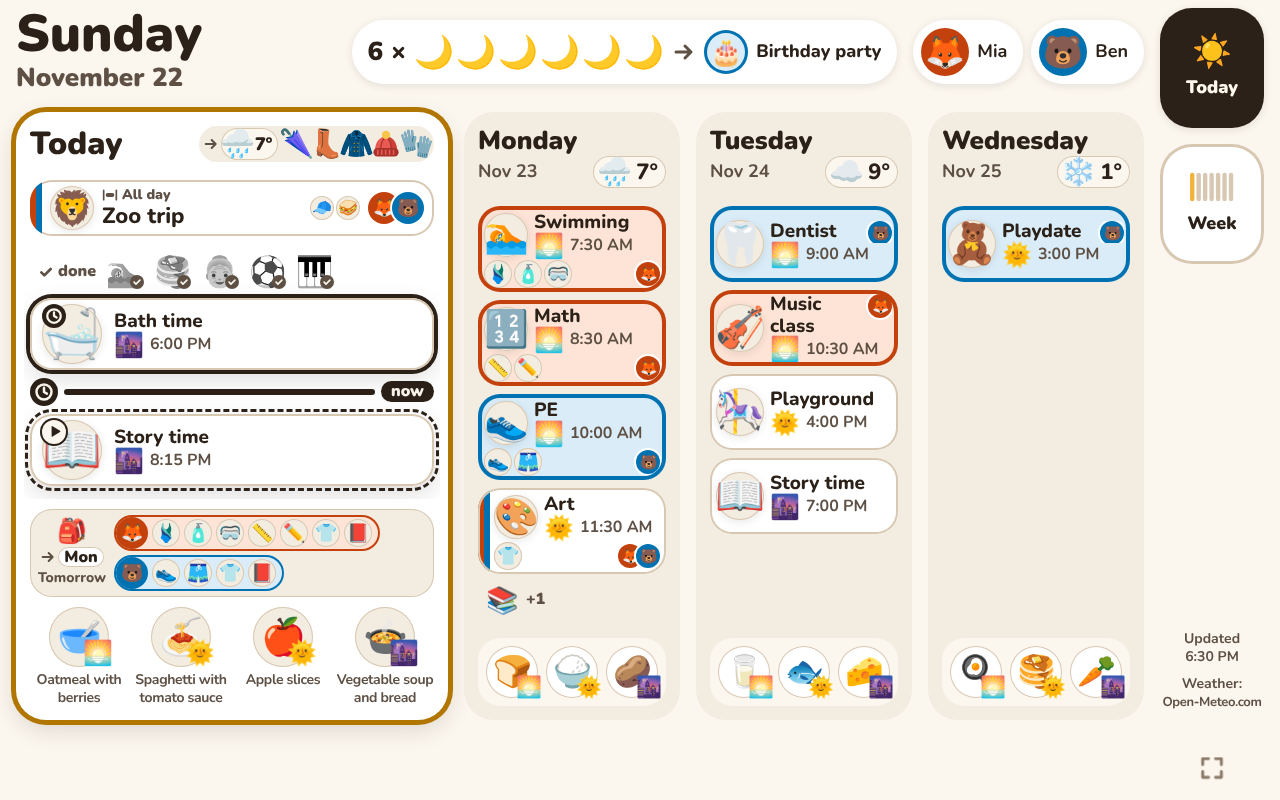 Sunday
November 22
6 ×
Birthday party
Mia
Ben
Today
Week
Today
7°
All day
Zoo trip
done
Bath time
6:00 PM
now
Story time
8:15 PM
Mon
Tomorrow
Oatmeal with
berries
Spaghetti with
tomato sauce
Apple slices
Vegetable soup
and bread
Monday
Nov 23
7°
Swimming
7:30 AM
Math
8:30 AM
1 2
3 4
PE
10:00 AM
Art
11:30 AM
+1
Tuesday
Nov 24
9°
Dentist
9:00 AM
Music
class
10:30 AM
Playground
4:00 PM
Story time
7:00 PM
Wednesday
Nov 25
1°
Playdate
3:00 PM
Updated
6:30 PM
Weather:
Open-Meteo.com